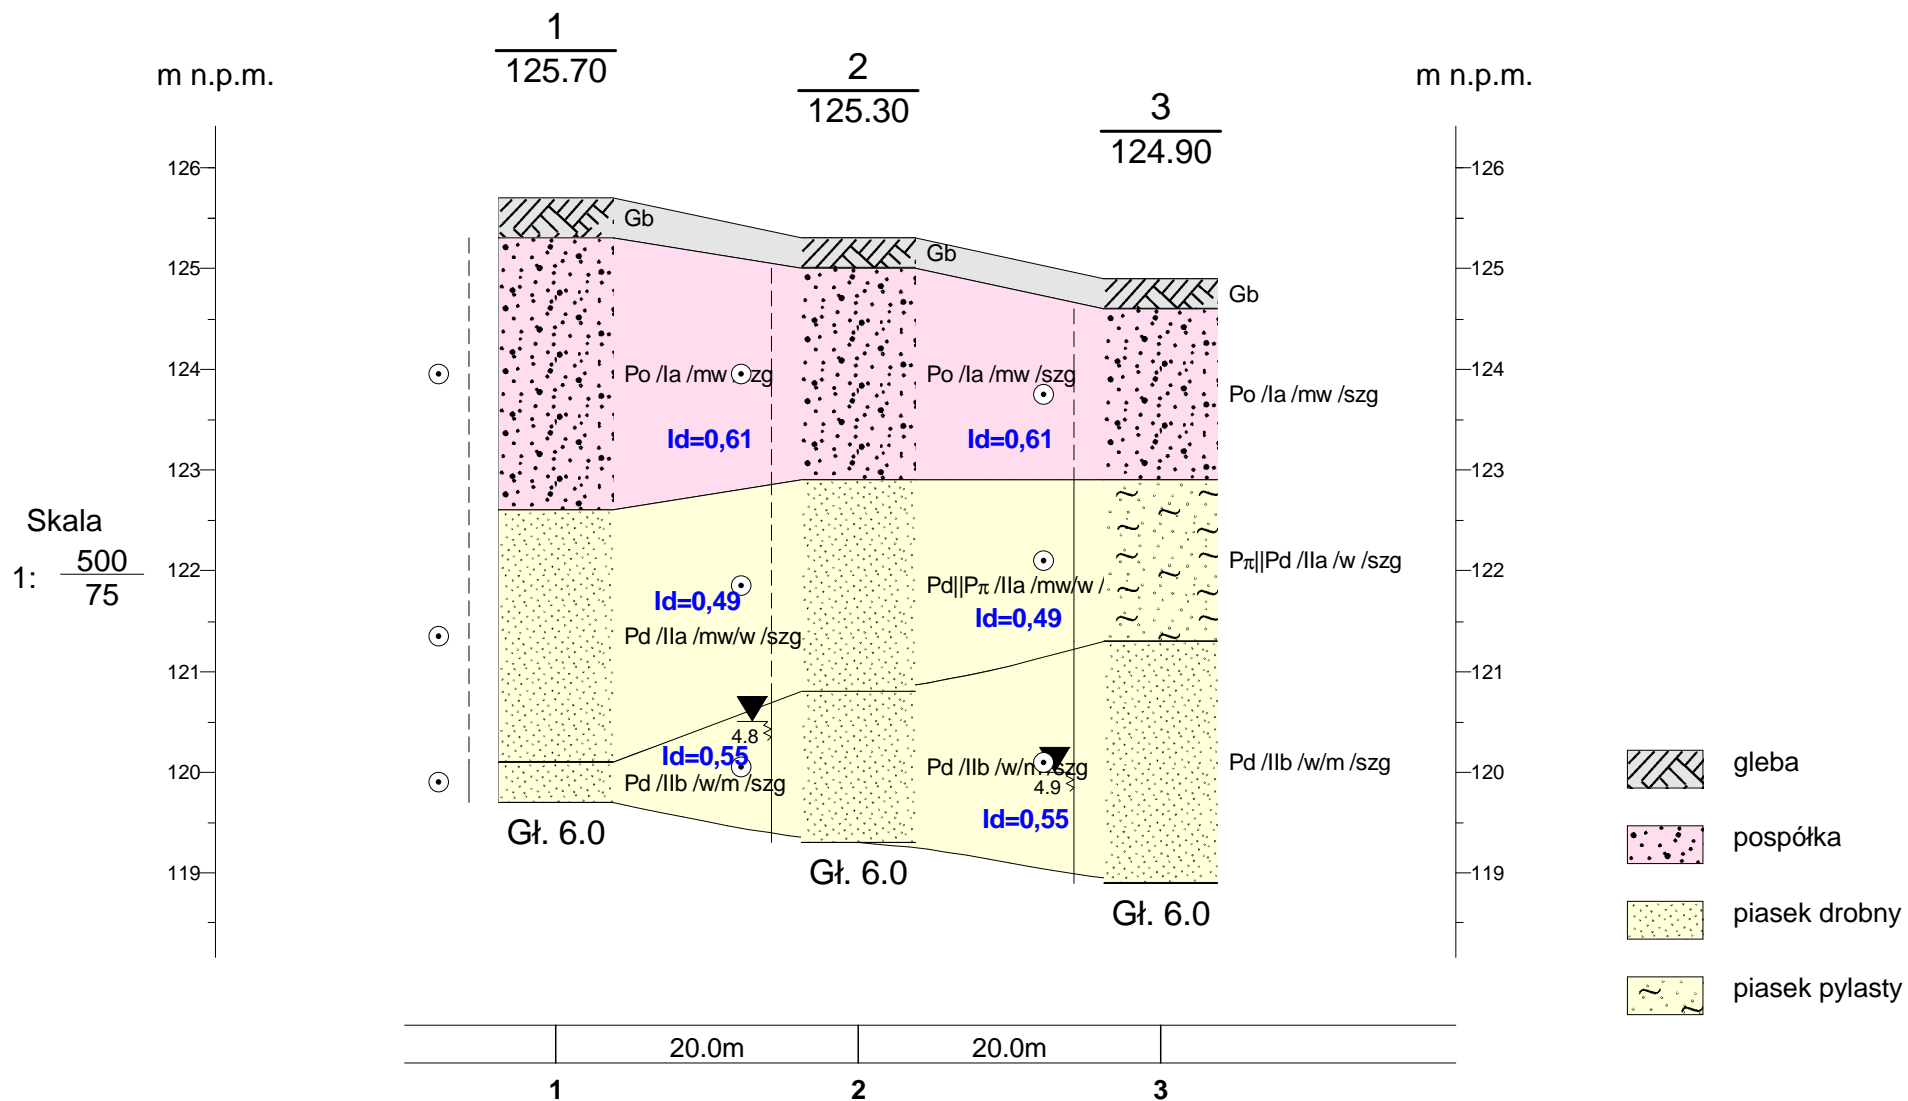 1
125.70
2
125.30
3
124.90
m n.p.m.
m n.p.m.
126
126
Gb
Gb
Gb
125
125
124
124
Po /Ia /mw /szg
Po /Ia /mw /szg
Po /Ia /mw /szg
Id=0,61
Id=0,61
123
123
Skala
1: 500
75
122
122
Pπ||Pd /IIa /w /szg
Pd||Pπ /IIa /mw/w /
Id=0,49
Id=0,49
Pd /IIa /mw/w /szg
121
121
4.8
Id=0,55
Pd /IIb /w/m /szg
Pd /IIb /w/m /szg
Pd /IIb /w/m /szg
120
120
4.9
Id=0,55
Gł. 6.0
Gł. 6.0
Gł. 6.0
119
119
gleba
pospółka
piasek drobny
piasek pylasty
20.0m
20.0m
1
2
3